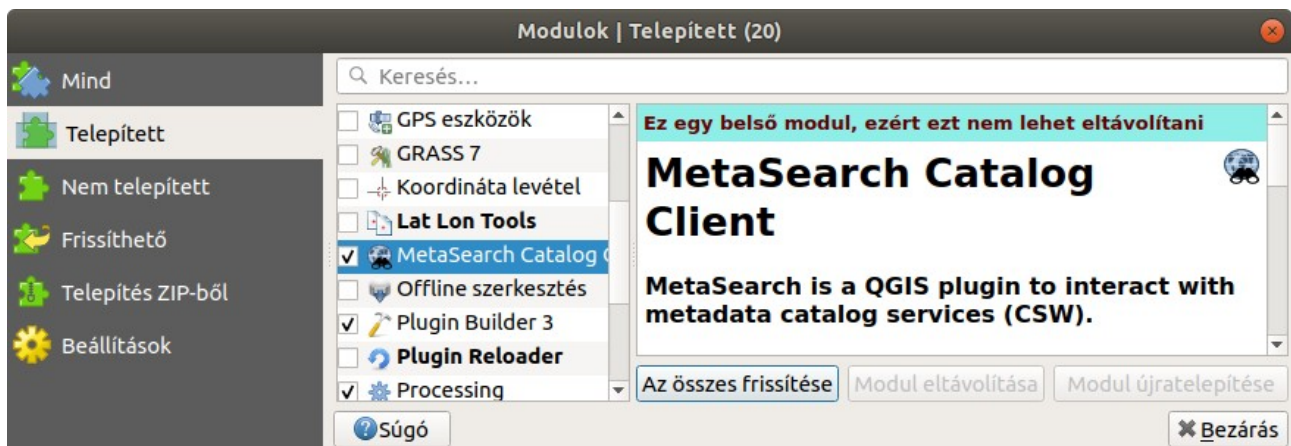 Modulok | Telepített (20)
Mind
Telepített
Nem telepített
Frissíthető
Telepítés ZIP-ből
Beállítások
Keresés...
GPS eszközök
GRASS 7
Koordináta levétel
Lat Lon Tools
MetaSearch Catalog
Offline szerkesztés
Plugin Builder 3
Plugin Reloader
Processing
Ez egy belső modul, ezért ezt nem lehet eltávolítani
MetaSearch Catalog
Client
MetaSearch is a QGIS plugin to interact with
metadata catalog services (CSW).
Az összes frissítése
Modul eltávolítása
Modul újratelepítése
Súgó
Bezárás